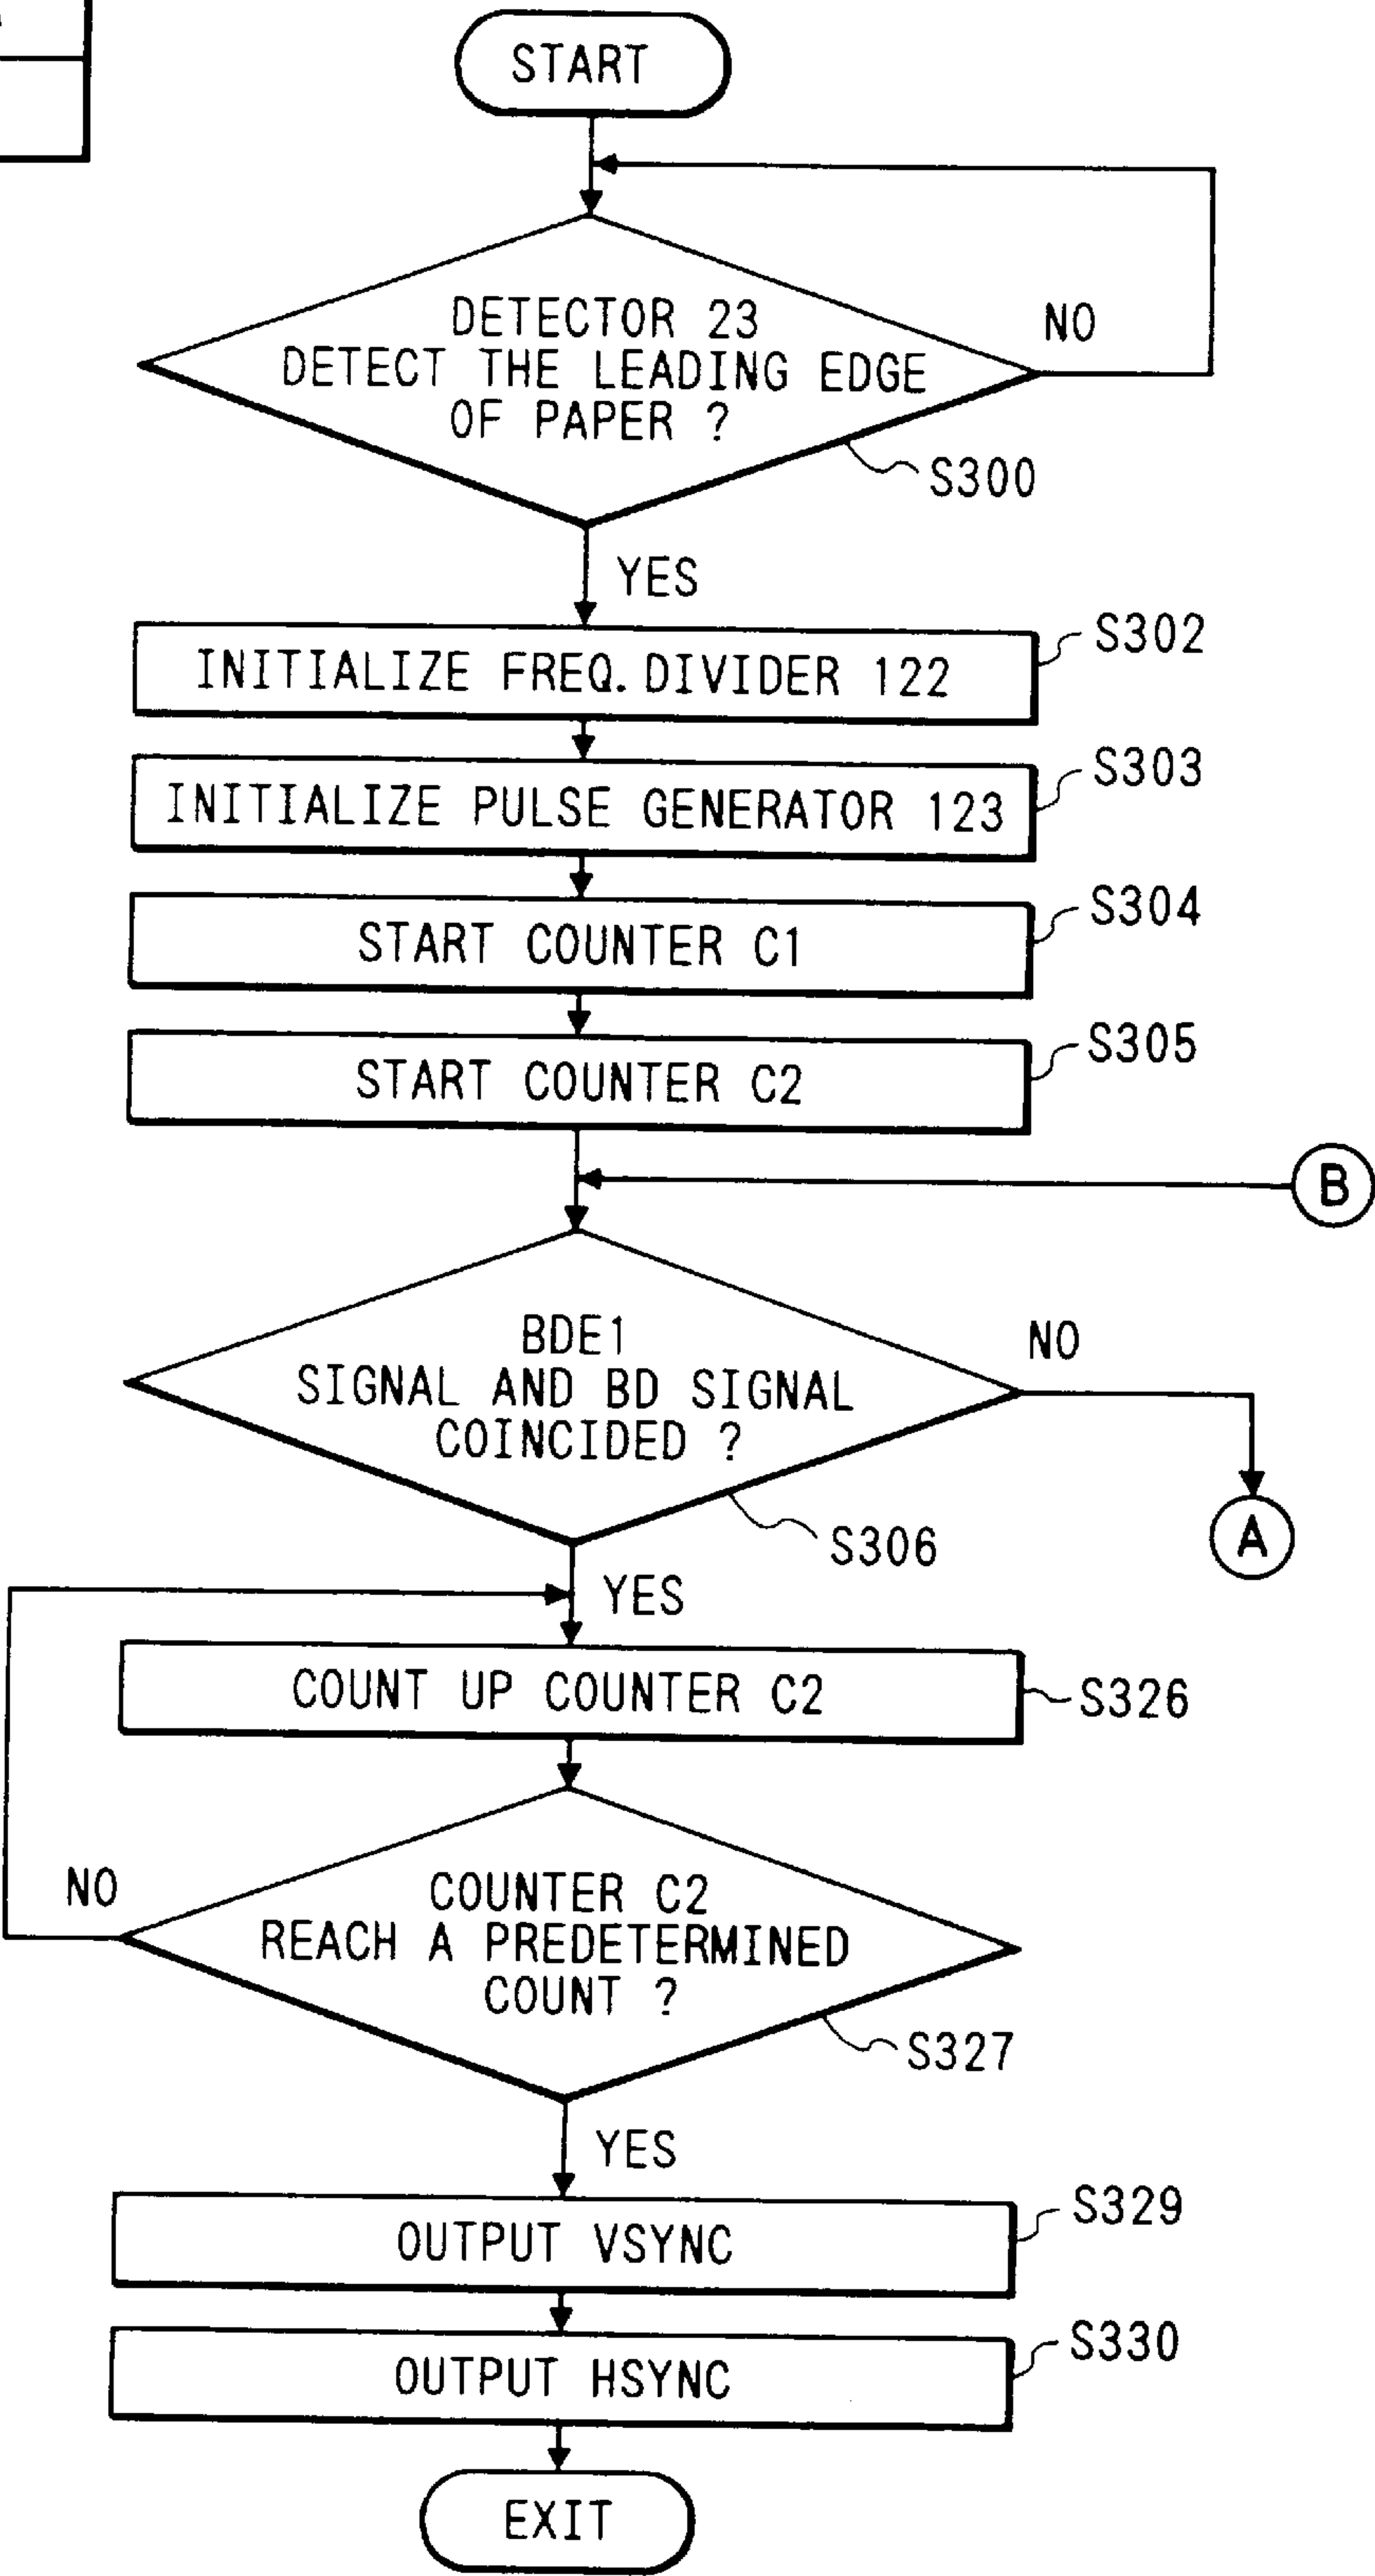 START
DETECTOR 23
DETECT THE LEADING EDGE
OF PAPER ?
NO
S300
YES
INITIALIZE FREQ. DIVIDER 122
S302
INITIALIZE PULSE GENERATOR 123
S303
START COUNTER C1
S304
START COUNTER C2
S305
B
BDE1
SIGNAL AND BD SIGNAL
COINCIDED ?
NO
S306
A
YES
COUNT UP COUNTER C2
S326
COUNTER C2
REACH A PREDETERMINED
COUNT ?
NO
S327
YES
OUTPUT VSYNC
S329
OUTPUT HSYNC
S330
EXIT